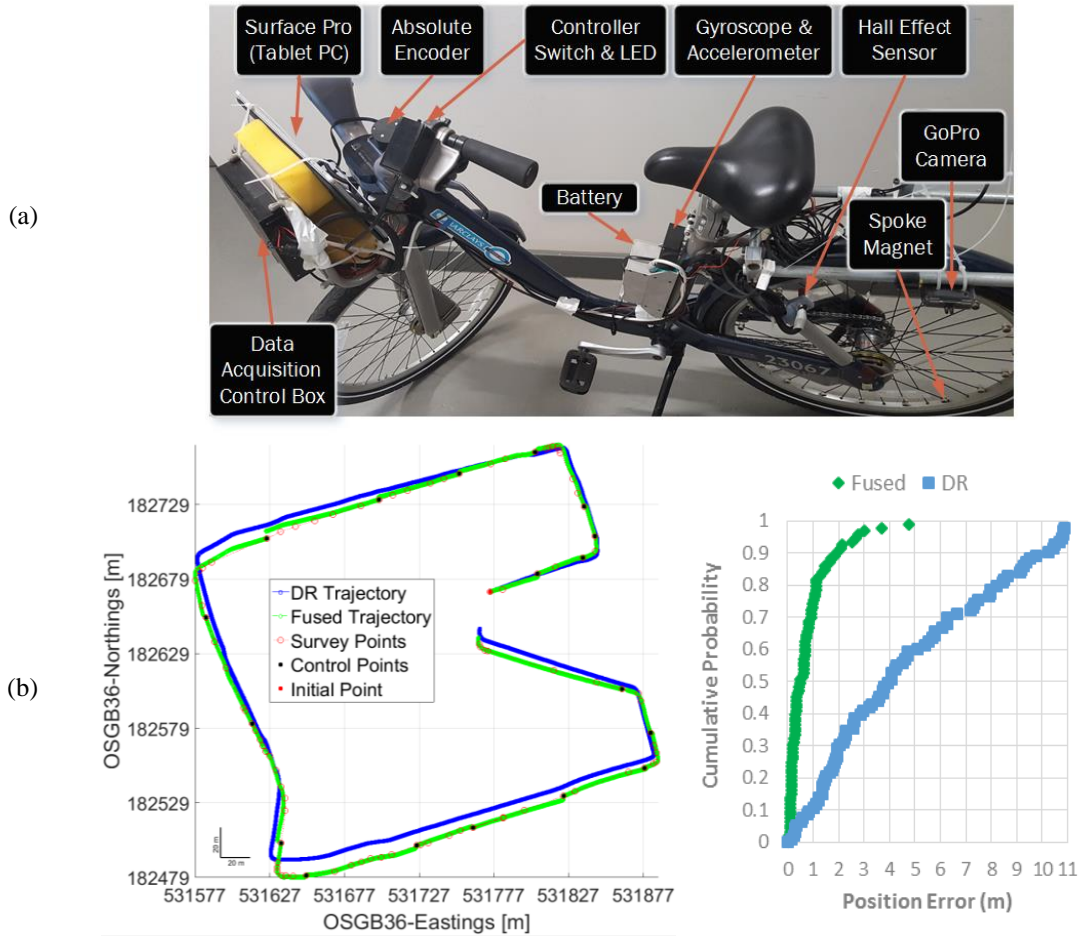 Surface Pro
(Tablet PC)
Absolute
Encoder
Controller
Switch & LED
Gyroscope &
Accelerometer
Hall Effect
Sensor
GoPro
Camera
Battery
Spoke
Magnet
(a)
BARCLAYS
23067
Data
Acquisition
Control Box
(b)
OSGB36-Northings [m]
182729
182679
182629
182579
182529
182479
DR Trajectory
Fused Trajectory
Survey Points
Control Points
Initial Point
20 m
20 m
531577 531627 531677 531727 531777 531827 531877
OSGB36-Eastings [m]
Fused DR
Cumulative Probability
1
0.9
0.8
0.7
0.6
0.5
0.4
0.3
0.2
0.1
0
0 1 2 3 4 5 6 7 8 9 10 11
Position Error (m)